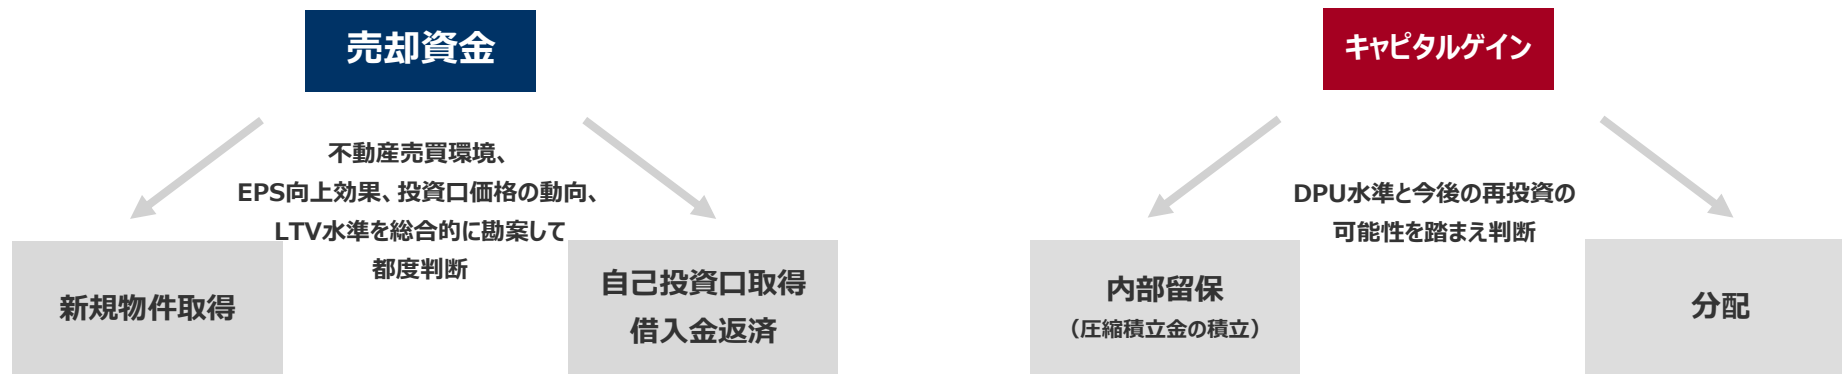 売却資金
不動産売買環境、
EPS向上効果、投資口価格の動向、
LTV水準を総合的に勘案して
都度判断
新規物件取得
自己投資口取得
借入金返済
キャピタルゲイン
DPU水準と今後の再投資の
可能性を踏まえ判断
内部留保
（圧縮積立金の積立）
分配